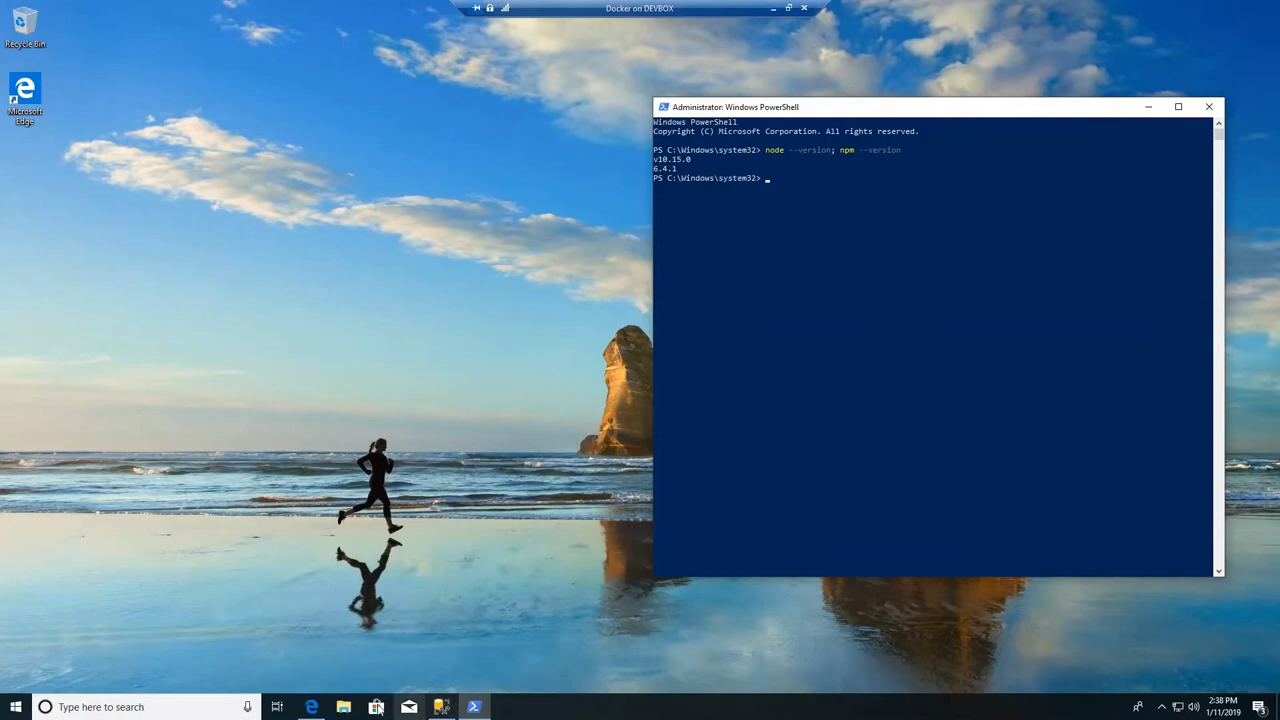 Docker on DEVBOX
Recycle Bin
Microsoft
Edge
Administrator: Windows PowerShell
Windows PowerShell
Copyright (C) Microsoft Corporation. All rights reserved.
PS C:\Windows\system32> node --version; npm --version
v10.15.0
6.4.1
PS C:\Windows\system32>
Type here to search
2:38 PM
1/11/2019
3